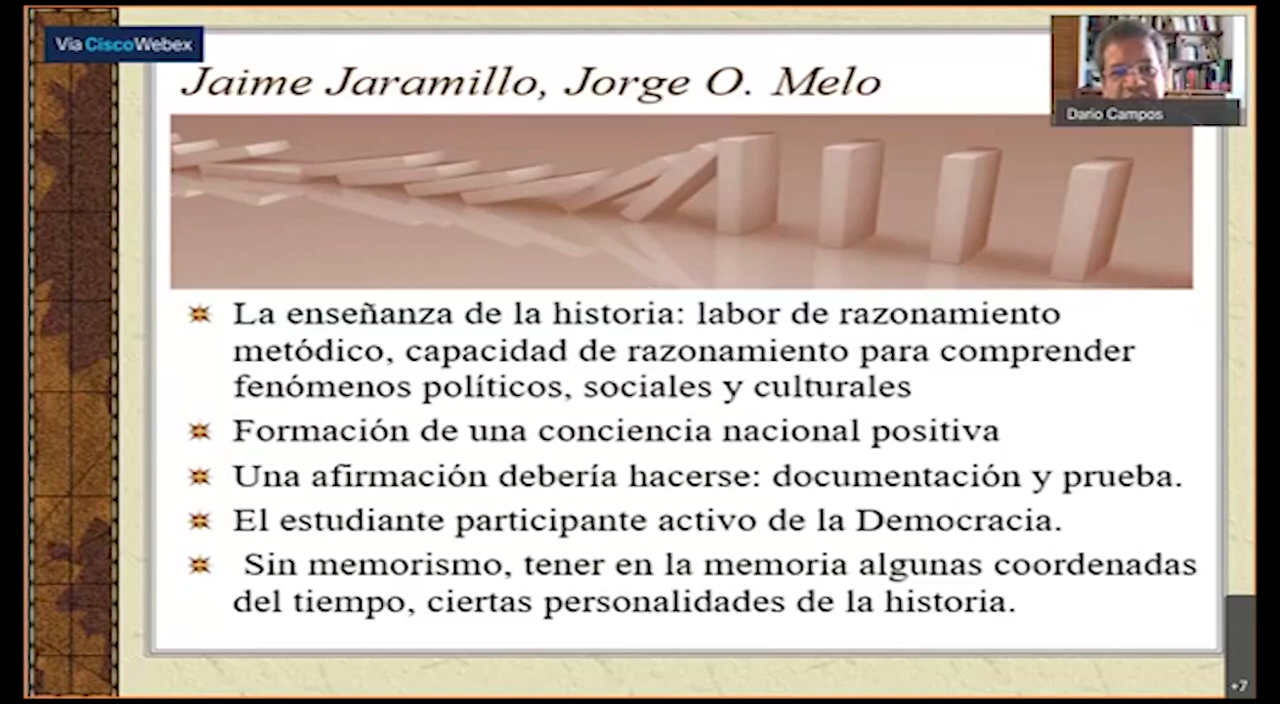 Via CiscoWebex
Jaime Jaramillo, Jorge O. Melo
Dario Campos
La enseñanza de la historia: labor de razonamiento
metódico, capacidad de razonamiento para comprender
fenómenos políticos, sociales y culturales
Formación de una conciencia nacional positiva
Una afirmación debería hacerse: documentación y prueba.
El estudiante participante activo de la Democracia.
Sin memorismo, tener en la memoria algunas coordenadas
del tiempo, ciertas personalidades de la historia.
+7